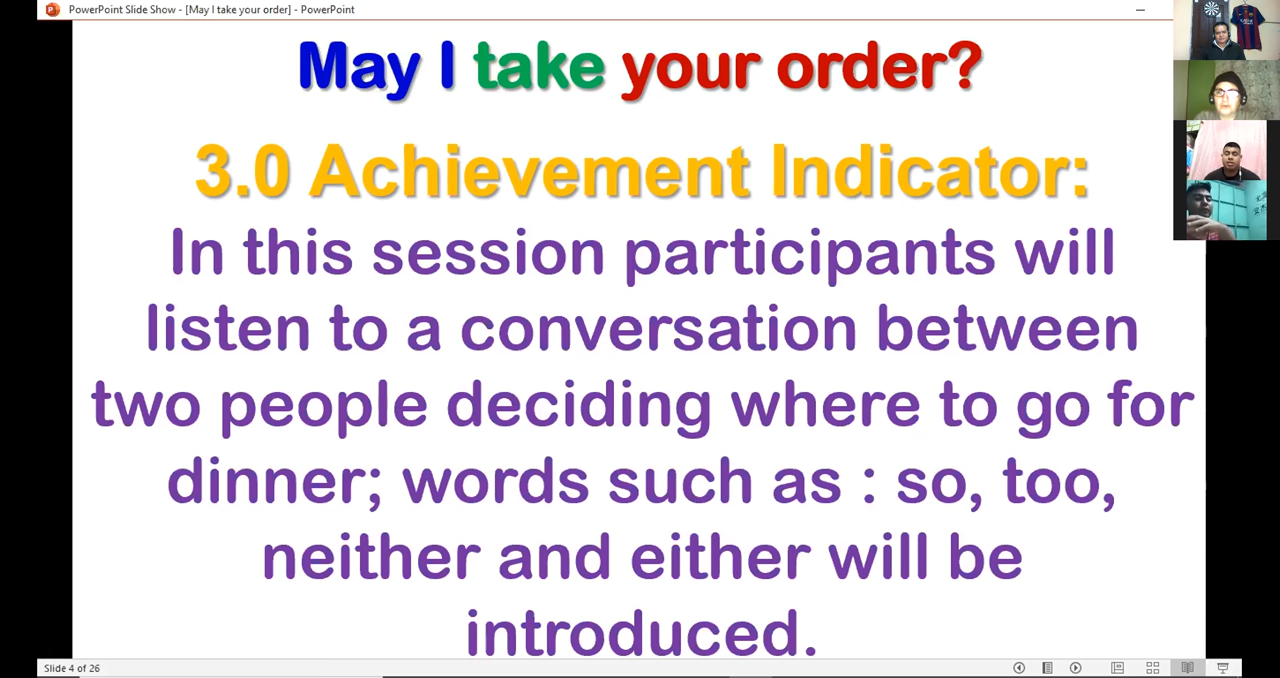 PowerPoint Slide Show - [May I take your order] - PowerPoint
May I take your order?
3.0 Achievement Indicator:
In this session participants will
listen to a conversation between
two people deciding where to go for
dinner; words such as : so, too,
neither and either will be
introduced.
Slide 4 of 26